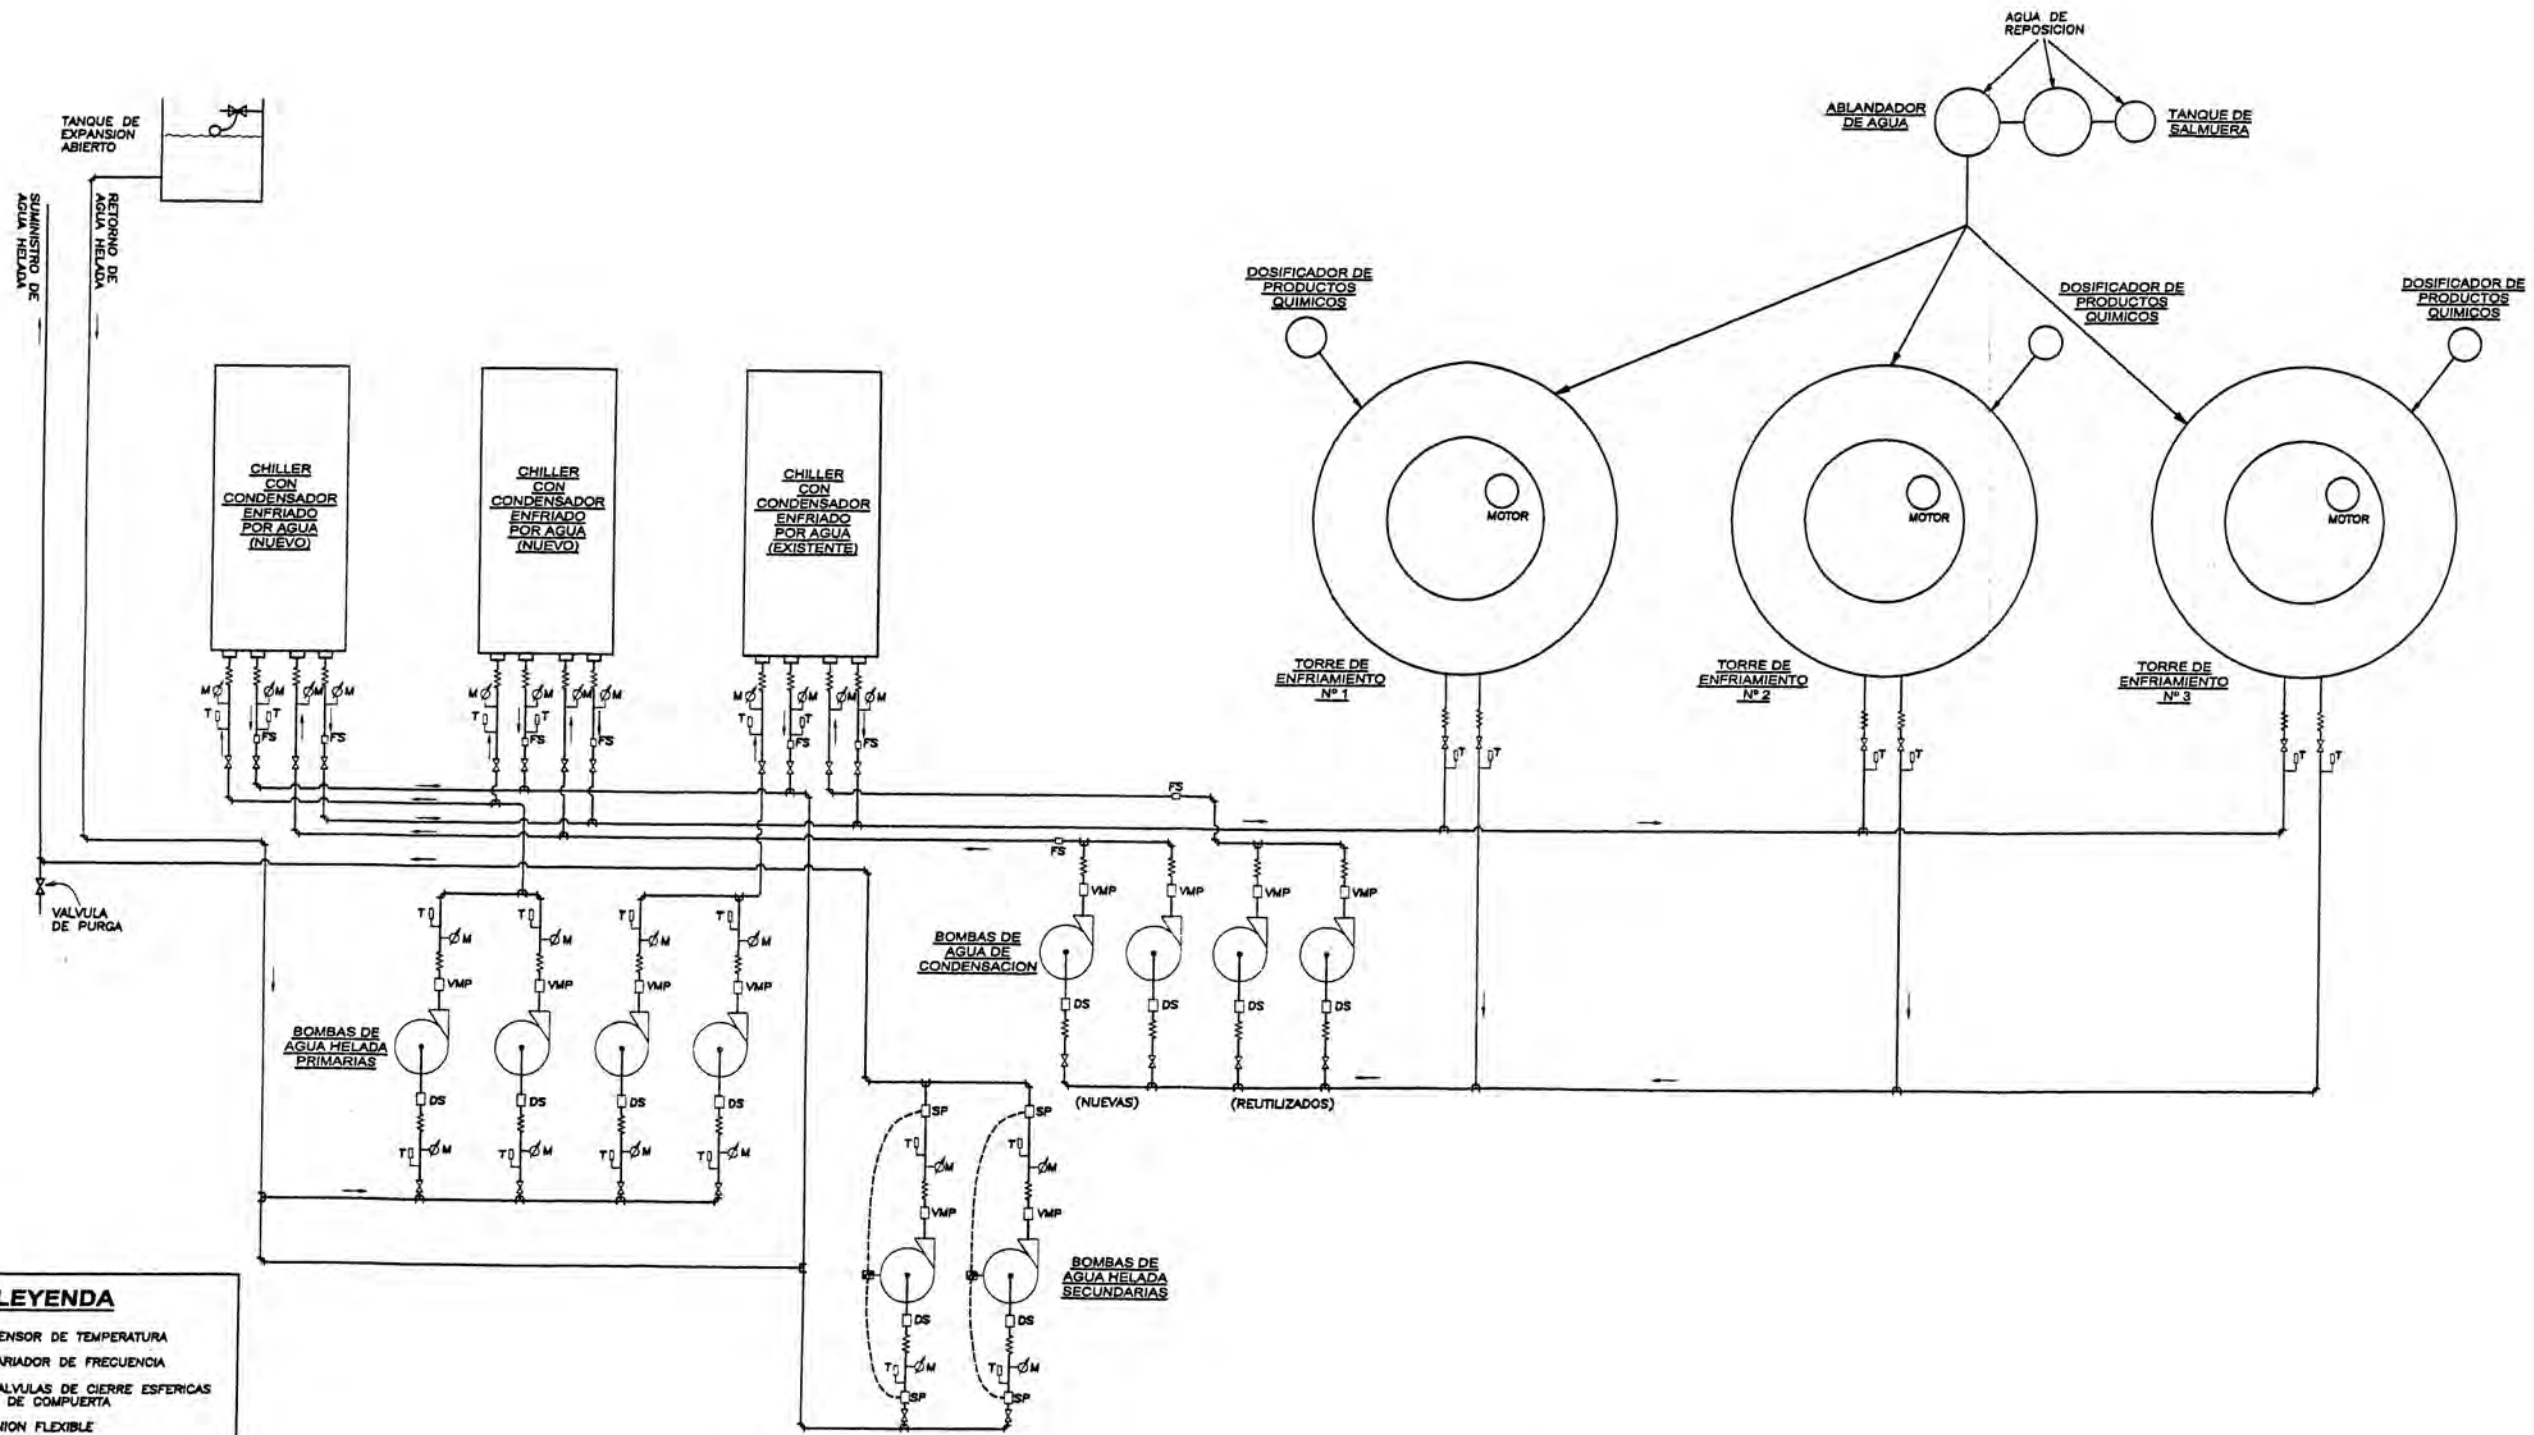 AGUA DE
REPOSICION
ABLANDADOR
DE AGUA
TANQUE DE
SALMUERA
TANQUE DE
EXPANSION
ABIERTO
SUMINISTRO DE
AGUA HELADA
RETORNO DE
AGUA HELADA
DOSIFICADOR DE
PRODUCTOS
QUIMICOS
DOSIFICADOR DE
PRODUCTOS
QUIMICOS
DOSIFICADOR DE
PRODUCTOS
QUIMICOS
CHILLER
CON
CONDENSADOR
ENFRIADO
POR AGUA
(NUEVO)
CHILLER
CON
CONDENSADOR
ENFRIADO
POR AGUA
(NUEVO)
CHILLER
CON
CONDENSADOR
ENFRIADO
POR AGUA
(EXISTENTE)
MOTOR
MOTOR
MOTOR
TORRE DE
ENFRIAMIENTO
Nº 1
TORRE DE
ENFRIAMIENTO
Nº 2
TORRE DE
ENFRIAMIENTO
Nº 3
M M M M
M M M M
M M M M
T T
T T
T T
FS FS
FS FS
FS FS
T T
T T
T T
FS
FS
VALVULA
DE PURGA
VMP VMP VMP VMP
BOMBAS DE
AGUA DE
CONDENSACION
DS DS DS DS
(NUEVAS)
(REUTILIZADOS)
T T T T
M M M M
VMP VMP VMP VMP
BOMBAS DE
AGUA HELADA
PRIMARIAS
DS DS DS DS
T M T M T M T M
SP SP
T T
M M
VMP VMP
BOMBAS DE
AGUA HELADA
SECUNDARIAS
DS DS
T M T M
SP SP
LEYENDA
ENSOR DE TEMPERATURA
ARIADOR DE FRECUENCIA
ALVULAS DE CIERRE ESFERICAS
DE COMPUERTA
NION FLEXIBLE